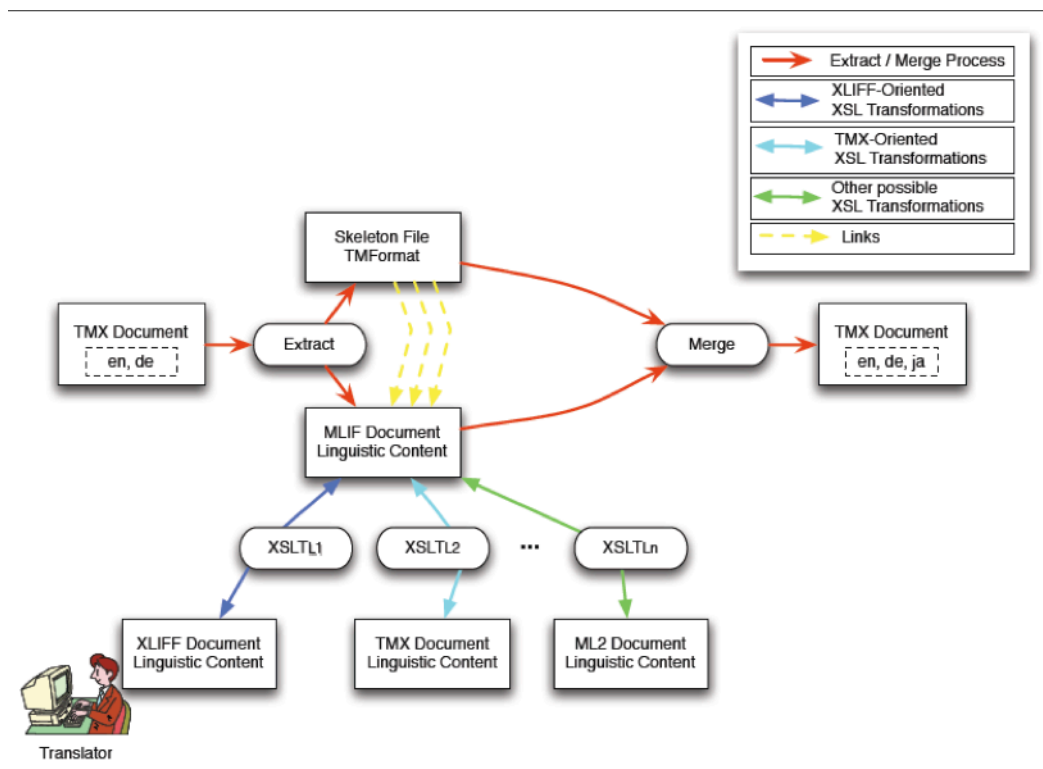 Extract / Merge Process
XLIFF-Oriented
XSL Transformations
TMX-Oriented
XSL Transformations
Other possible
XSL Transformations
Links
Skeleton File
TMFormat
TMX Document
en, de
Extract
Merge
TMX Document
en, de, ja
MLIF Document
Linguistic Content
XSLTL1
XSLTL2
...
XSLTLn
XLIFF Document
Linguistic Content
TMX Document
Linguistic Content
ML2 Document
Linguistic Content
Translator